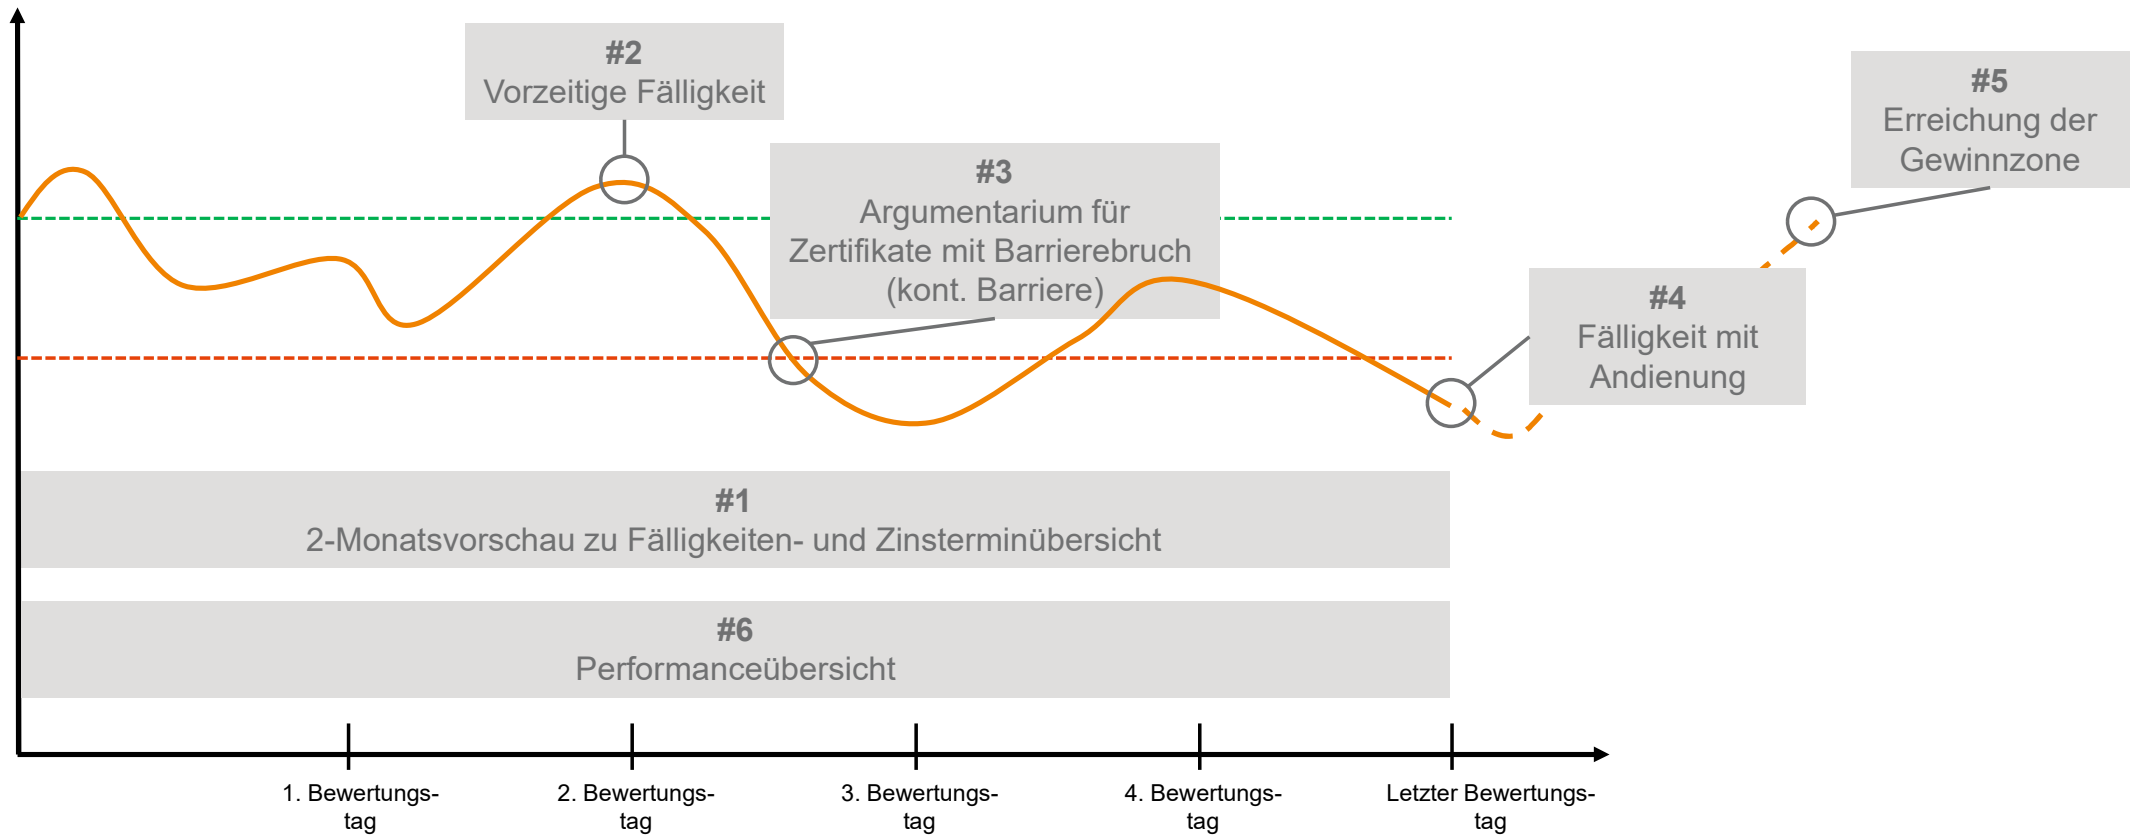 #2
Vorzeitige Fälligkeit
#5
Erreichung der
Gewinnzone
#3
Argumentarium für
Zertifikate mit Barrierebruch
(kont. Barriere)
#4
Fälligkeit mit
Andienung
#1
2-Monatsvorschau zu Fälligkeiten- und Zinsterminübersicht
#6
Performanceübersicht
1. Bewertungs-
tag
2. Bewertungs-
tag
3. Bewertungs-
tag
4. Bewertungs-
tag
Letzter Bewertungs-
tag